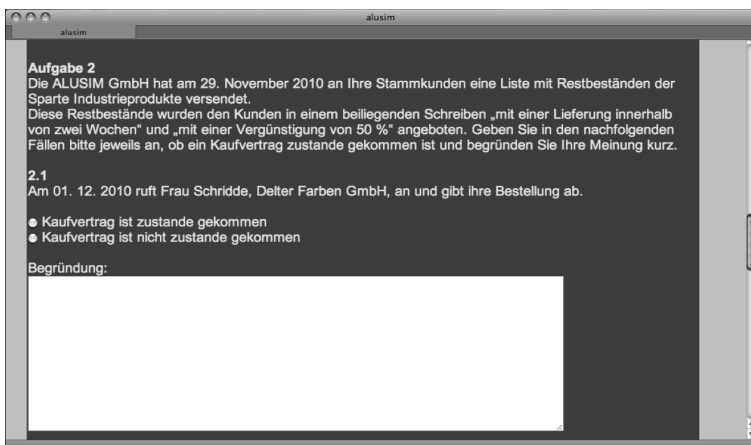 alusim
alusim
Aufgabe 2
Die ALUSIM GmbH hat am 29. November 2010 an Ihre Stammkunden eine Liste mit Restbeständen der
Sparte Industrieprodukte versendet.
Diese Restbestände wurden den Kunden in einem beiliegenden Schreiben „mit einer Lieferung innerhalb
von zwei Wochen“ und „mit einer Vergünstigung von 50 %“ angeboten. Geben Sie in den nachfolgenden
Fällen bitte jeweils an, ob ein Kaufvertrag zustande gekommen ist und begründen Sie Ihre Meinung kurz.
2.1
Am 01. 12. 2010 ruft Frau Schridde, Delter Farben GmbH, an und gibt ihre Bestellung ab.
Kaufvertrag ist zustande gekommen
Kaufvertrag ist nicht zustande gekommen
Begründung: